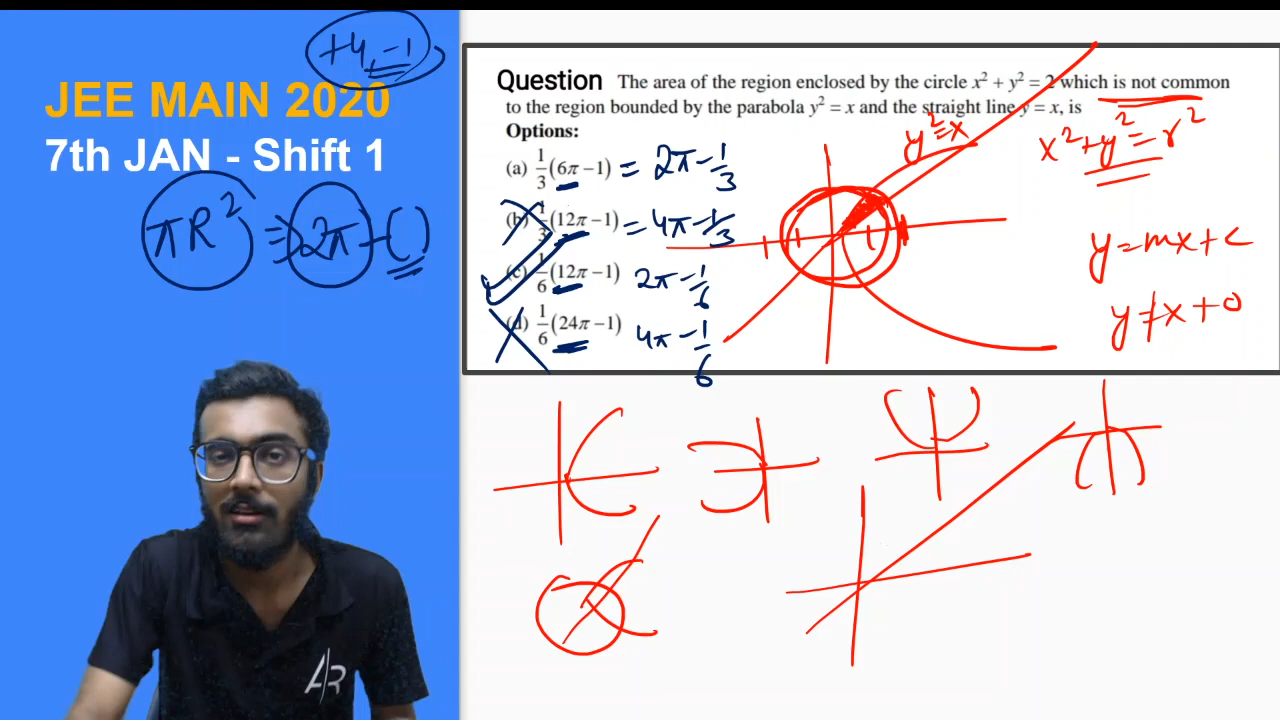 +4, -1
JEE MAIN 2020
7th JAN - Shift 1
πR² ⇒ 2π - ( )
Question The area of the region enclosed by the circle x² + y² = 2 which is not common
to the region bounded by the parabola y² = x and the straight line y = x, is
Options:
(a) 1/3 (6π − 1) = 2π - 1/3
(b) 1/3 (12π − 1) = 4π - 1/3
(c) 1/6 (12π − 1) 2π - 1/6
(d) 1/6 (24π − 1) 4π - 1/6
y² = x
x² + y² = r²
y = mx + c
y = x + 0
AR